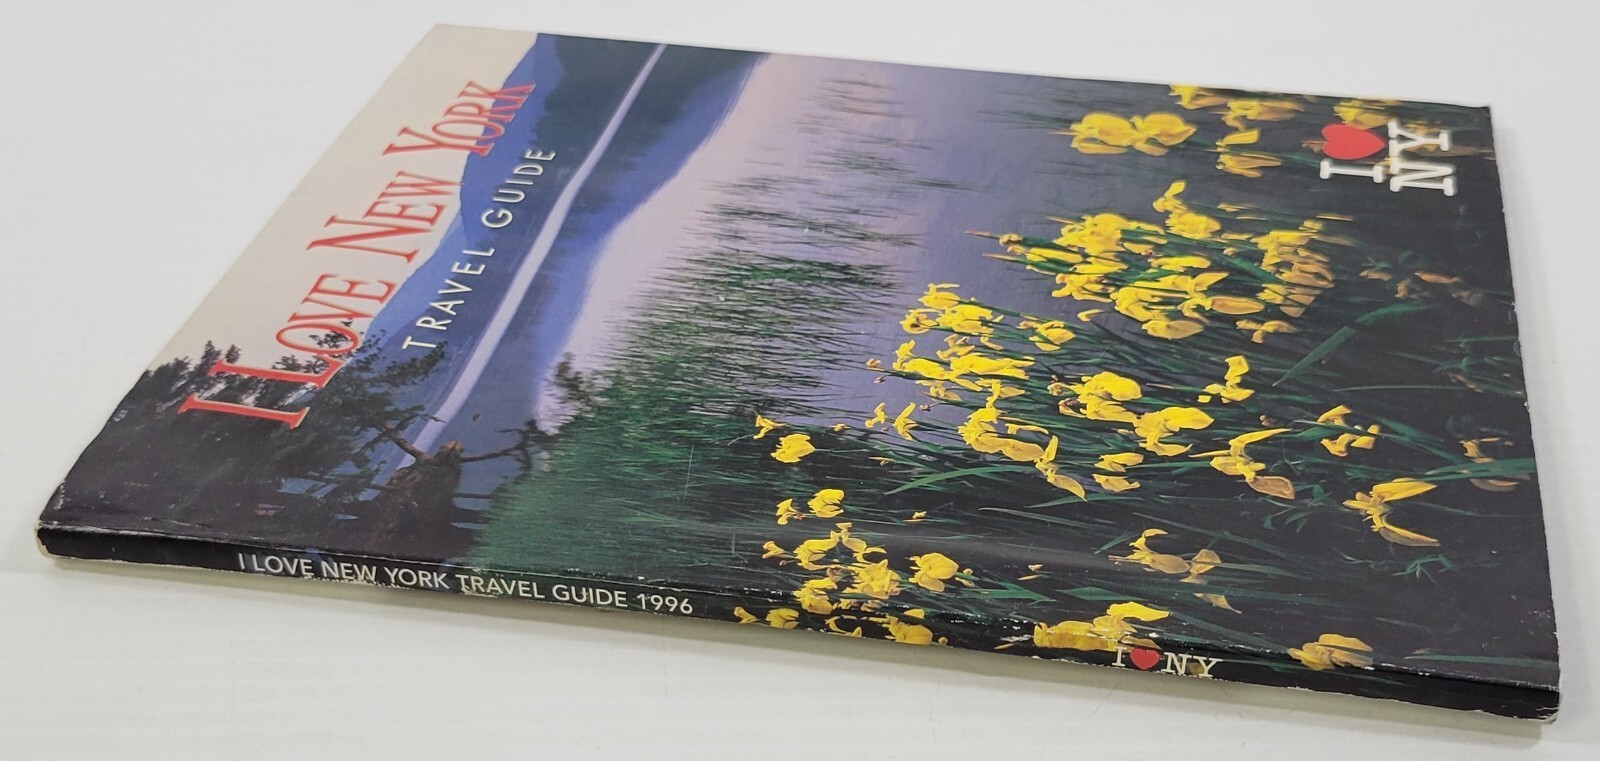 I LOVE NEW YORK
TRAVEL GUIDE
I ♥
NY
I LOVE NEW YORK TRAVEL GUIDE 1996
I ♥ NY